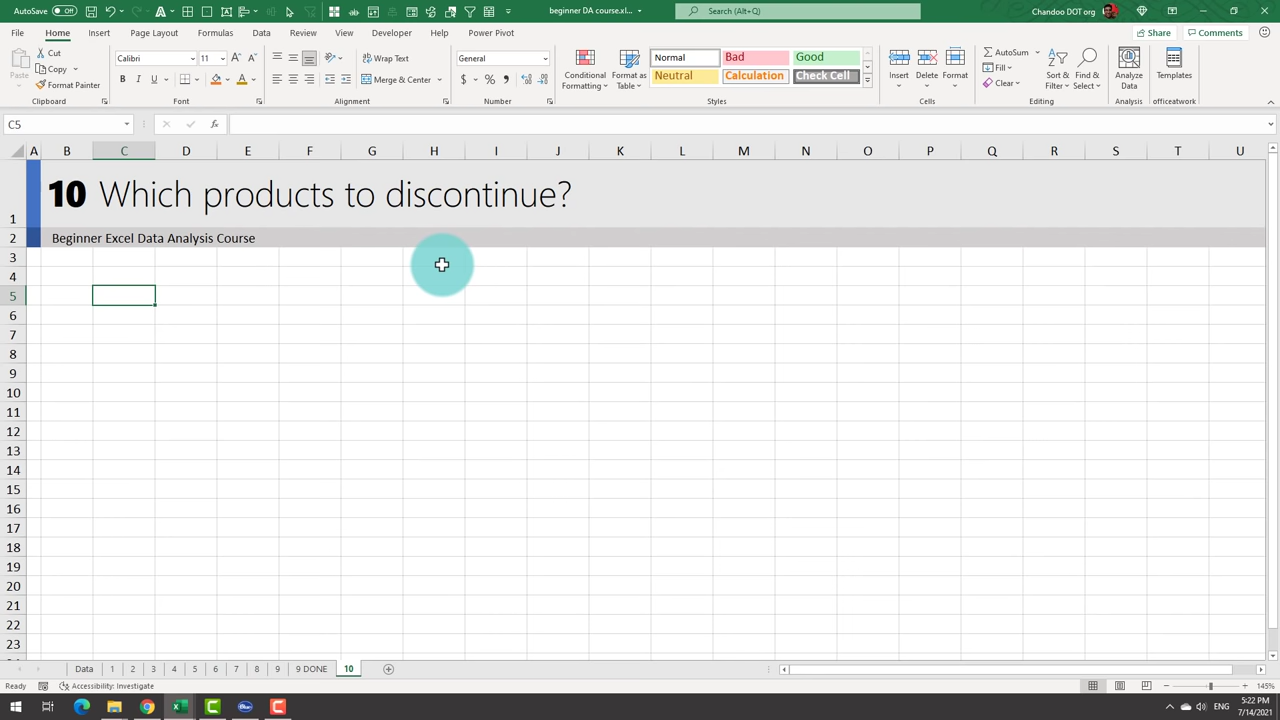 AutoSave Off
beginner DA course.xl...
Search (Alt+Q)
Chandoo DOT org
File Home Insert Page Layout Formulas Data Review View Developer Help Power Pivot
Share Comments
Paste
Cut
Copy
Format Painter
Clipboard
Calibri 11
B I U
Font
Wrap Text
Merge & Center
Alignment
General
$ % ,
Number
Conditional Formatting
Format as Table
Normal Bad Good
Neutral Calculation Check Cell
Styles
Insert Delete Format
Cells
AutoSum
Fill
Clear
Sort & Filter
Find & Select
Editing
Analyze Data
Analysis
Templates
officeatwork
C5 fx
A B C D E F G H I J K L M N O P Q R S T U
1
10 Which products to discontinue?
2
Beginner Excel Data Analysis Course
3
4
5
6
7
8
9
10
11
12
13
14
15
16
17
18
19
20
21
22
23
Data 1 2 3 4 5 6 7 8 9 9 DONE 10
Ready Accessibility: Investigate 145%
ENG
5:22 PM
7/14/2021